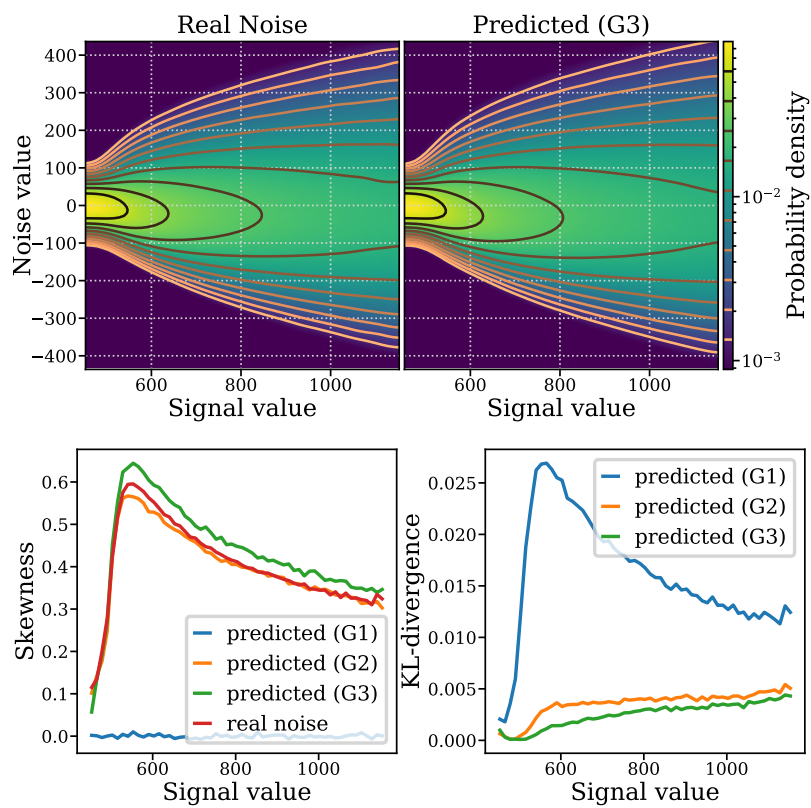 Real Noise
Predicted (G3)
400
300
200
100
0
−100
−200
−300
−400
Noise value
600
800
1000
Signal value
600
800
1000
Signal value
10⁻²
10⁻³
Probability density
0.6
0.5
0.4
0.3
0.2
0.1
0.0
Skewness
predicted (G1)
predicted (G2)
predicted (G3)
real noise
600
800
1000
Signal value
0.025
0.020
0.015
0.010
0.005
0.000
KL-divergence
predicted (G1)
predicted (G2)
predicted (G3)
600
800
1000
Signal value